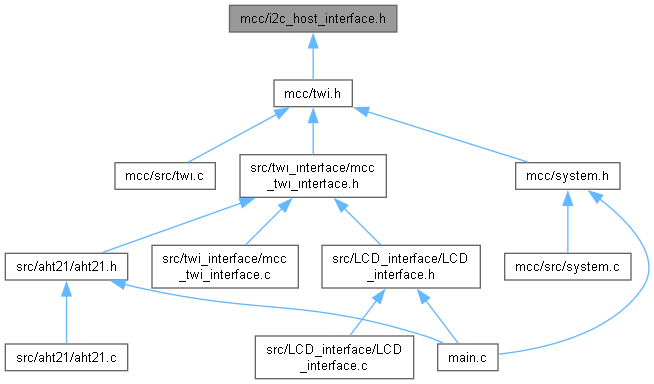 mcc/i2c_host_interface.h
mcc/twi.h
mcc/src/twi.c
src/twi_interface/mcc
_twi_interface.h
mcc/system.h
src/aht21/aht21.h
src/twi_interface/mcc
_twi_interface.c
src/LCD_interface/LCD
_interface.h
mcc/src/system.c
src/aht21/aht21.c
src/LCD_interface/LCD
_interface.c
main.c